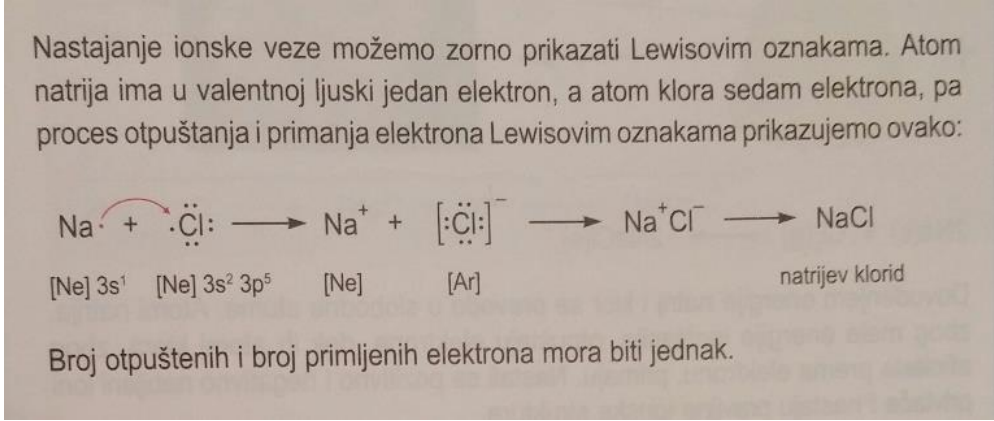 Nastajanje ionske veze možemo zorno prikazati Lewisovim oznakama. Atom
natrija ima u valentnoj ljuski jedan elektron, a atom klora sedam elektrona, pa
proces otpuštanja i primanja elektrona Lewisovim oznakama prikazujemo ovako:
Na· + ·C̈l: ⟶ Na⁺ + [:C̈l:]⁻ ⟶ Na⁺Cl⁻ ⟶ NaCl
[Ne] 3s¹ [Ne] 3s² 3p⁵ [Ne] [Ar] natrijev klorid
Broj otpuštenih i broj primljenih elektrona mora biti jednak.